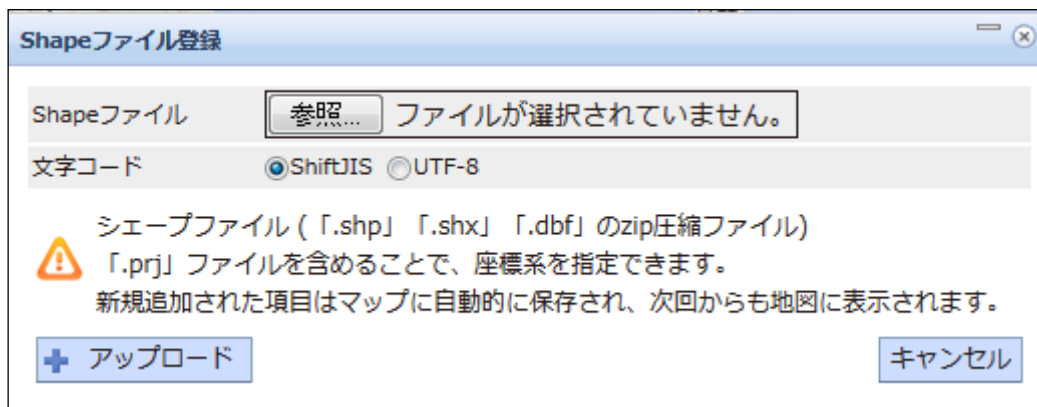 Shapeファイル登録
Shapeファイル 参照... ファイルが選択されていません。
文字コード ShiftJIS UTF-8
シェープファイル (「.shp」「.shx」「.dbf」のzip圧縮ファイル)
「.prj」ファイルを含めることで、座標系を指定できます。
新規追加された項目はマップに自動的に保存され、次回からも地図に表示されます。
アップロード キャンセル